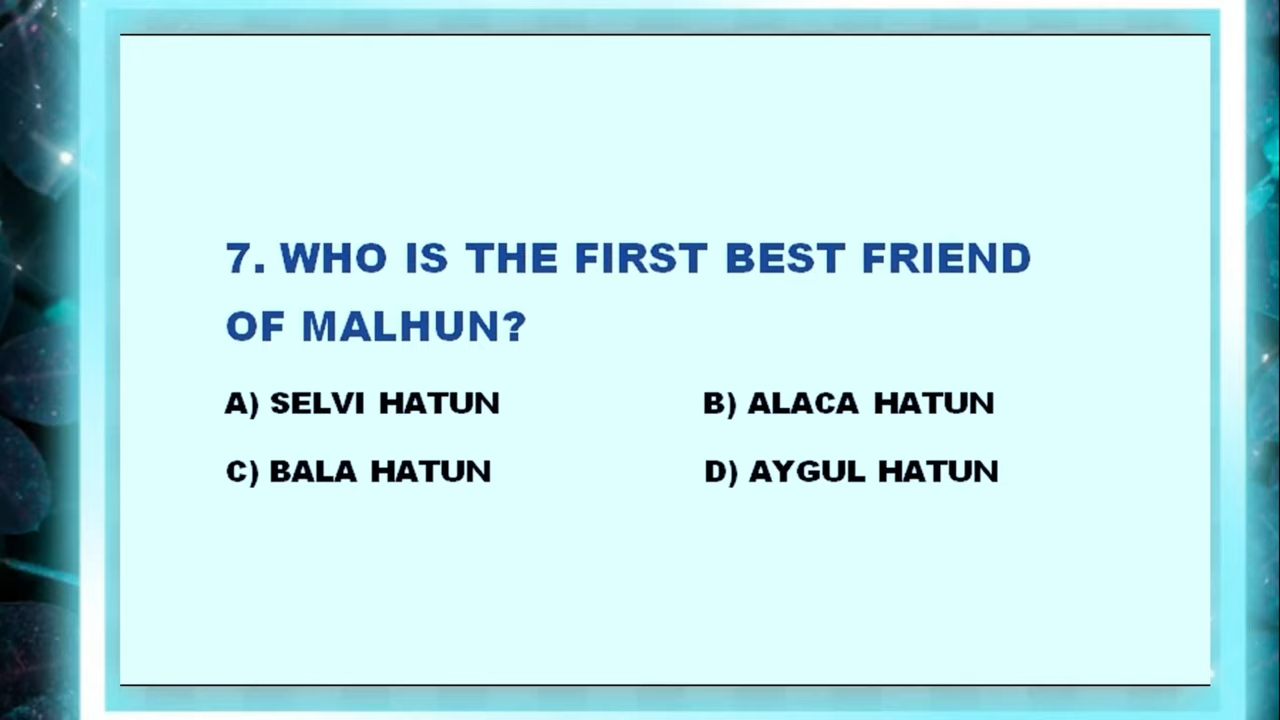 7. WHO IS THE FIRST BEST FRIEND
OF MALHUN?
A) SELVI HATUN B) ALACA HATUN
C) BALA HATUN D) AYGUL HATUN